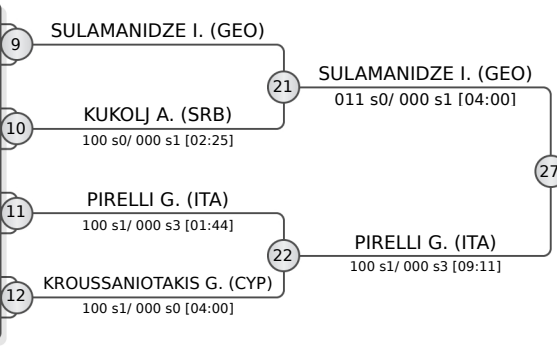 9
SULAMANIDZE I. (GEO)
21
SULAMANIDZE I. (GEO)
011 s0/ 000 s1 [04:00]
10
KUKOLJ A. (SRB)
100 s0/ 000 s1 [02:25]
27
11
PIRELLI G. (ITA)
100 s1/ 000 s3 [01:44]
22
PIRELLI G. (ITA)
100 s1/ 000 s3 [09:11]
12
KROUSSANIOTAKIS G. (CYP)
100 s1/ 000 s0 [04:00]